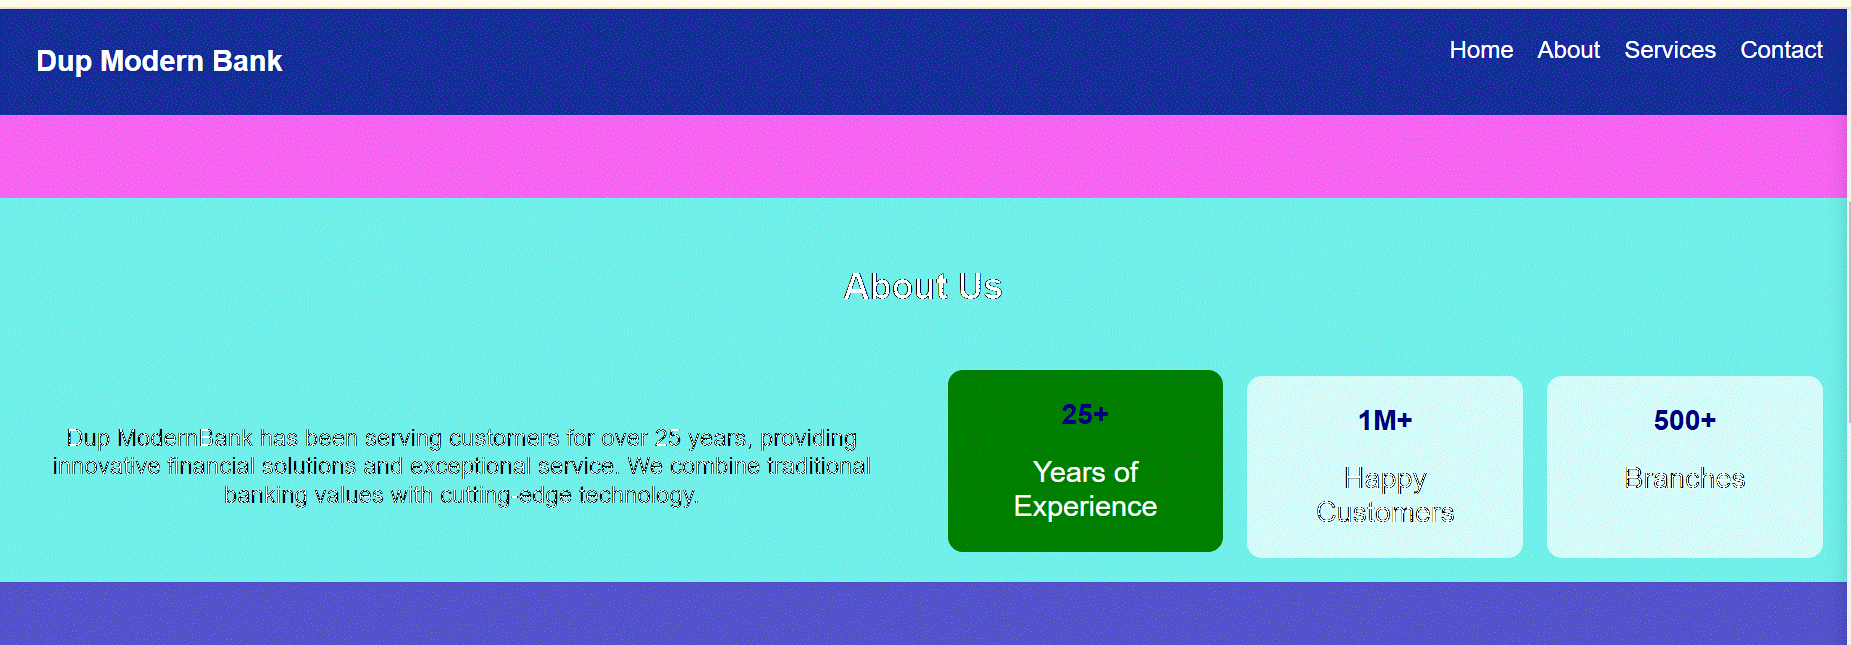 Dup Modern Bank
Home About Services Contact
About Us
Dup ModernBank has been serving customers for over 25 years, providing
innovative financial solutions and exceptional service. We combine traditional
banking values with cutting-edge technology.
25+
Years of
Experience
1M+
Happy
Customers
500+
Branches